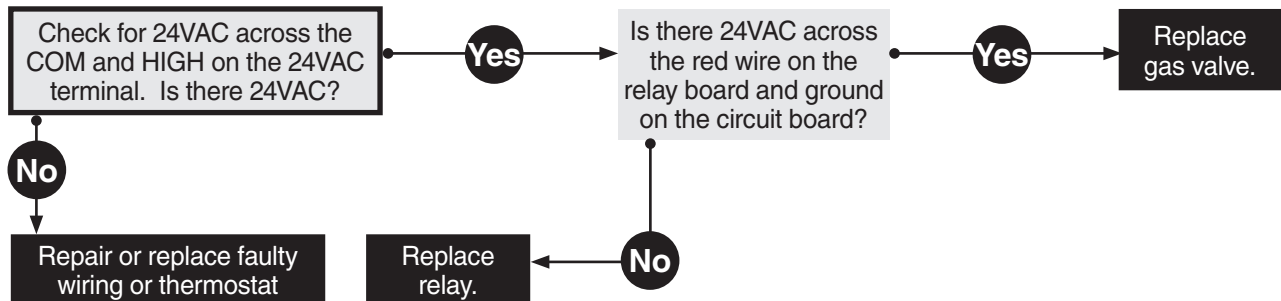 Check for 24VAC across the
COM and HIGH on the 24VAC
terminal.  Is there 24VAC?
Yes
Is there 24VAC across
the red wire on the
relay board and ground
on the circuit board?
Yes
Replace
gas valve.
No
Repair or replace faulty
wiring or thermostat
No
Replace
relay.